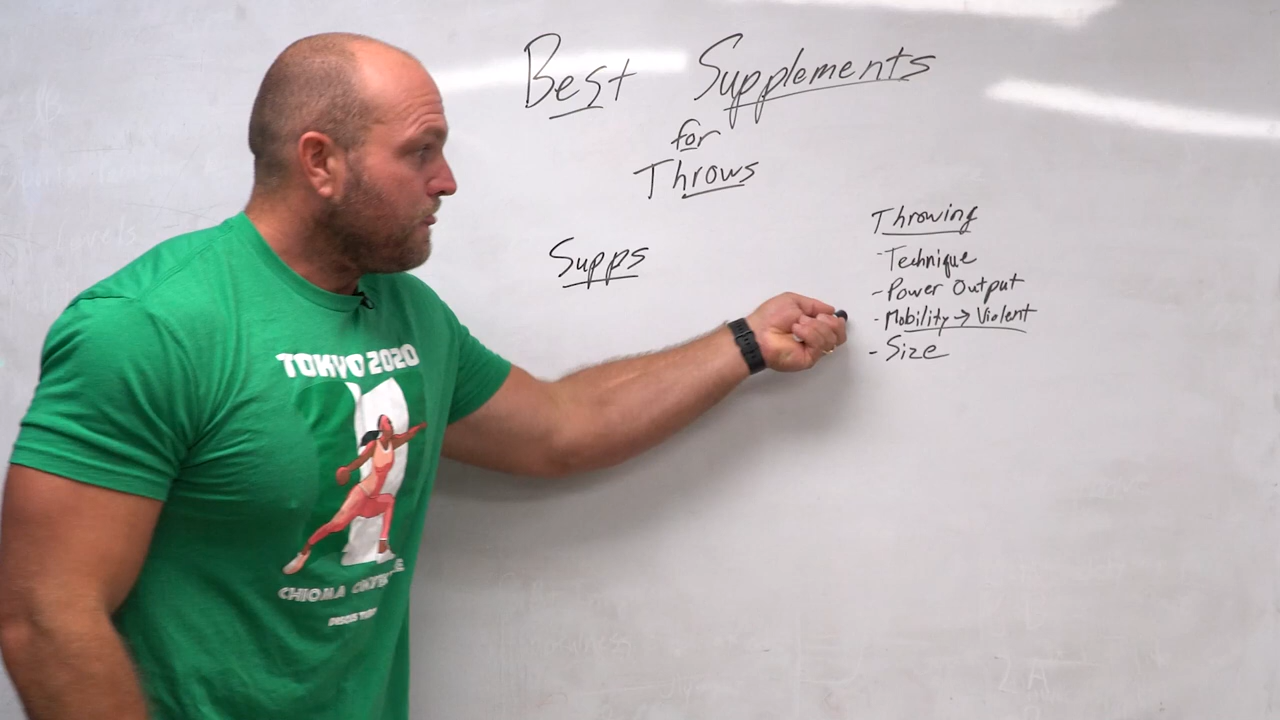 Best Supplements
for
Throws
Supps
Throwing
- Technique
- Power Output
- Mobility → Violent
- Size
TOKYO 2020
CHIOMA